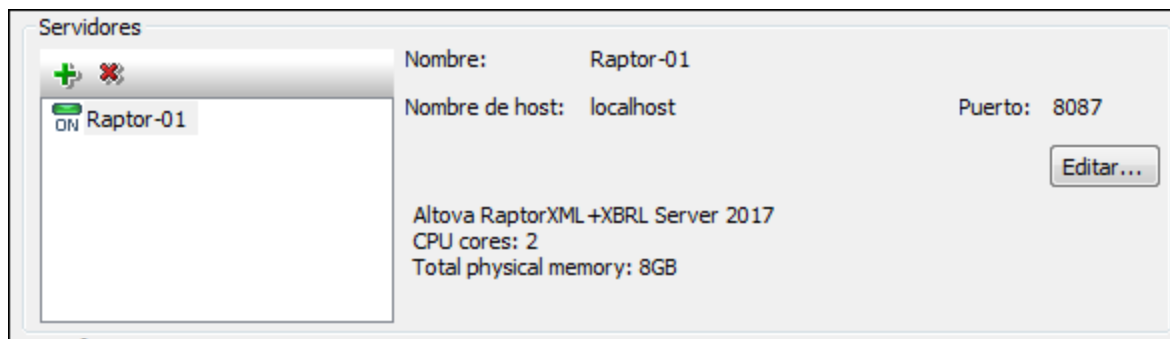 Servidores
Nombre: Raptor-01
ON Raptor-01
Nombre de host: localhost Puerto: 8087
Editar...
Altova RaptorXML+XBRL Server 2017
CPU cores: 2
Total physical memory: 8GB